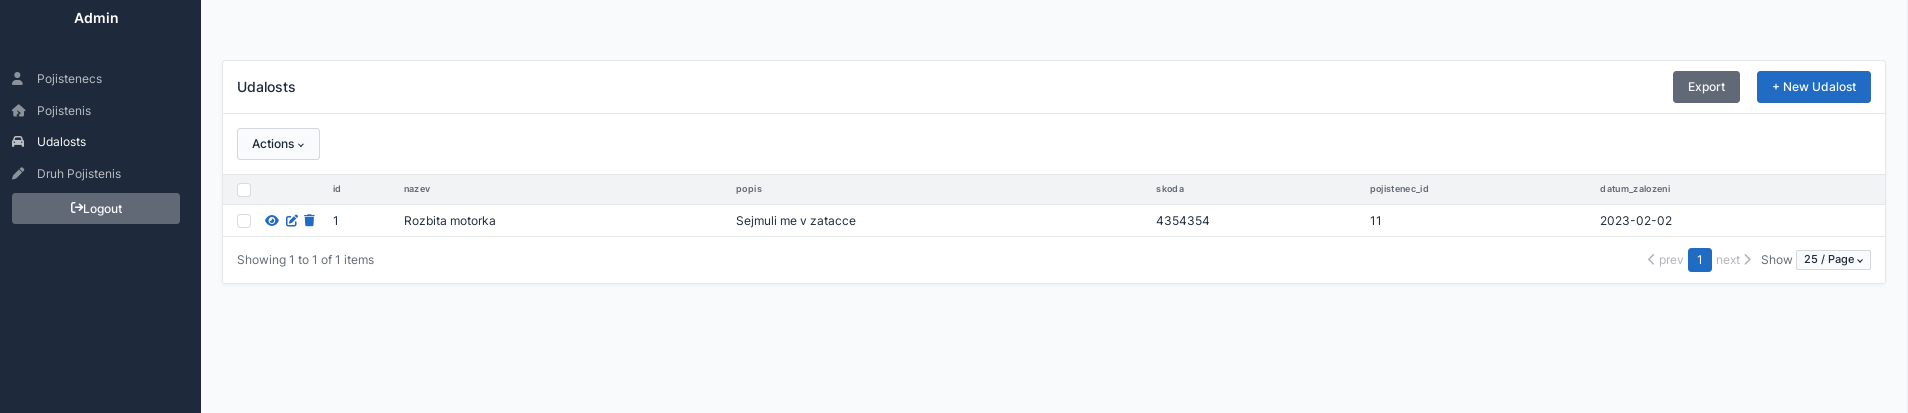 Admin
Pojistenecs
Pojistenis
Udalosts
Druh Pojistenis
Logout
Udalosts
Export
+ New Udalost
Actions
id nazev popis skoda pojistenec_id datum_zalozeni
1 Rozbita motorka Sejmuli me v zatacce 4354354 11 2023-02-02
Showing 1 to 1 of 1 items
prev 1 next Show 25 / Page